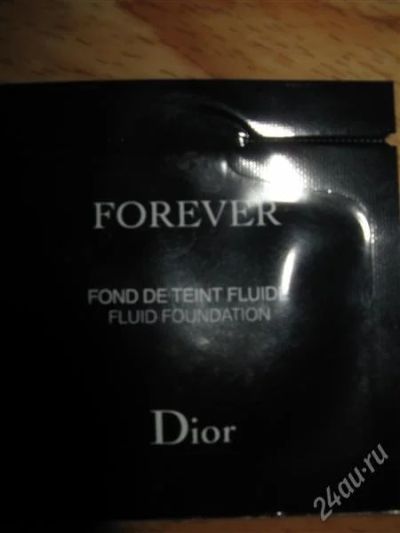 FOREVER
FOND DE TEINT FLUIDE
FLUID FOUNDATION
Dior
24au.ru